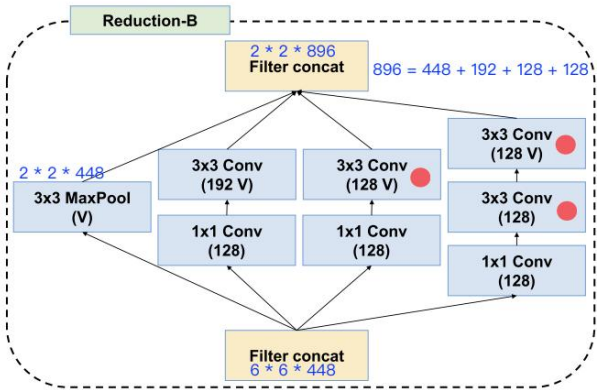 Reduction-B
2 * 2 * 896
Filter concat
896 = 448 + 192 + 128 + 128
2 * 2 * 448
3x3 MaxPool
(V)
3x3 Conv
(192 V)
1x1 Conv
(128)
3x3 Conv
(128 V)
1x1 Conv
(128)
3x3 Conv
(128 V)
3x3 Conv
(128)
1x1 Conv
(128)
Filter concat
6 * 6 * 448